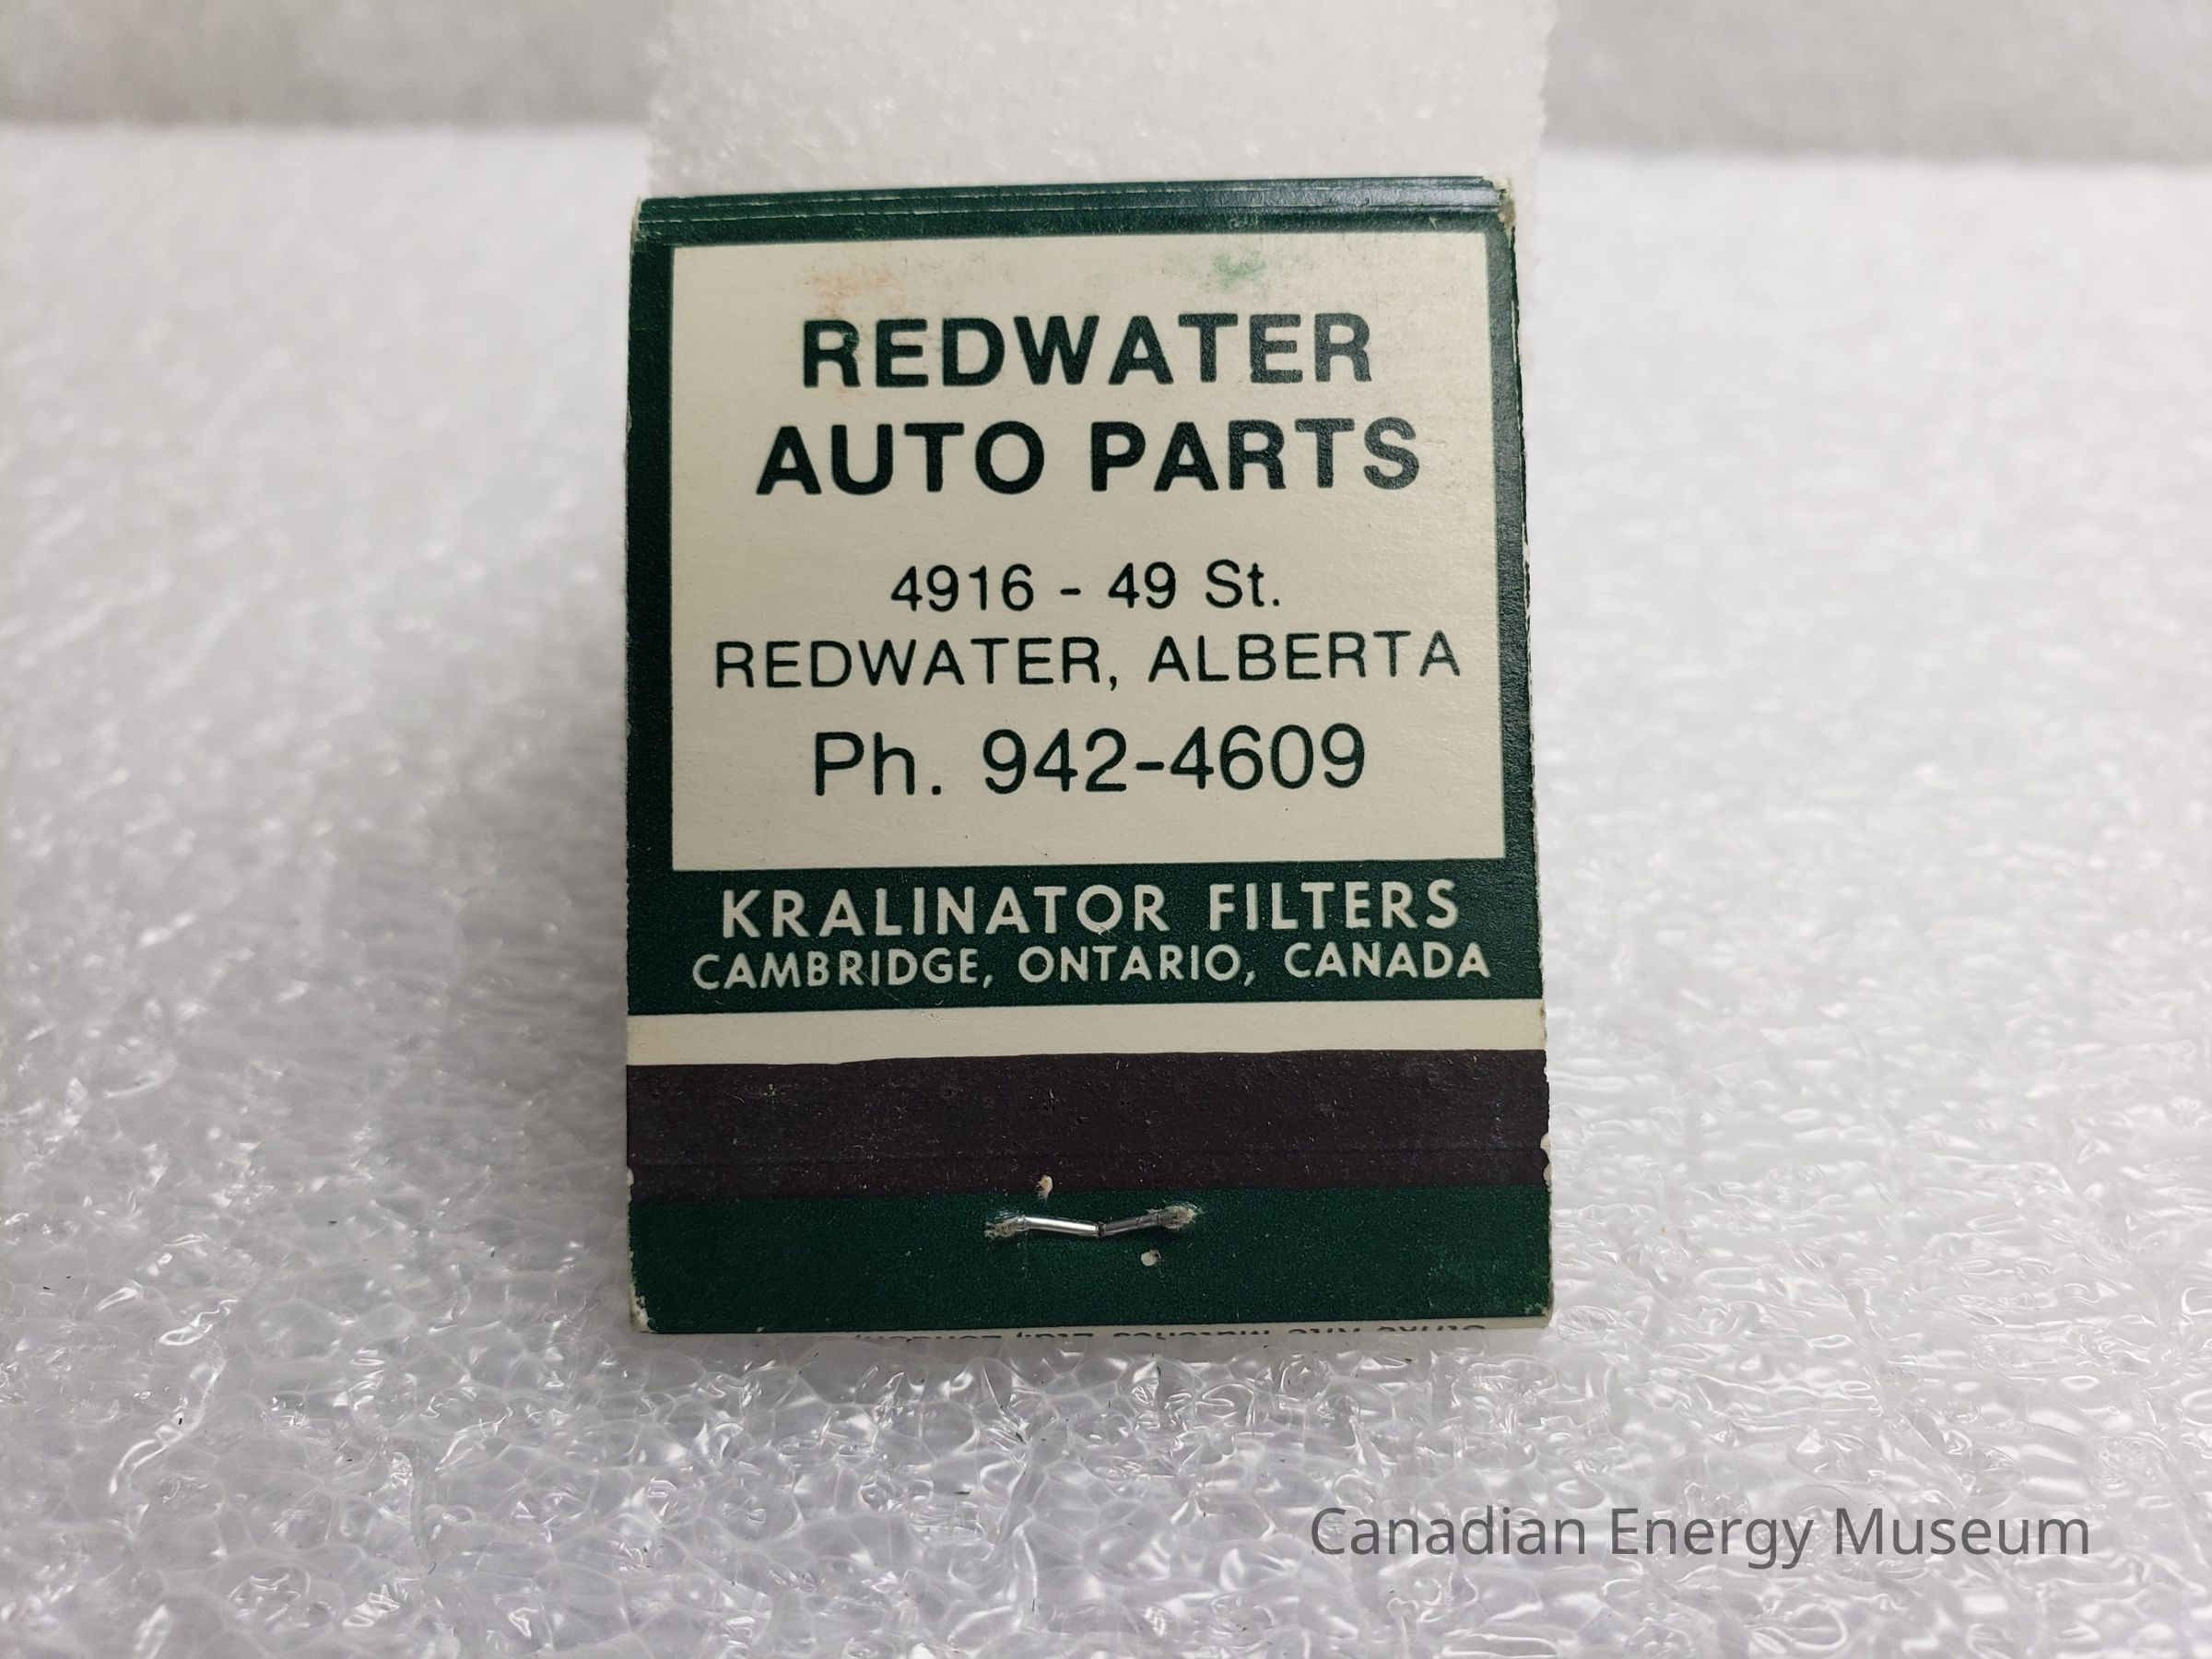 REDWATER
AUTO PARTS
4916 - 49 St.
REDWATER, ALBERTA
Ph. 942-4609
KRALINATOR FILTERS
CAMBRIDGE, ONTARIO, CANADA
Canadian Energy Museum